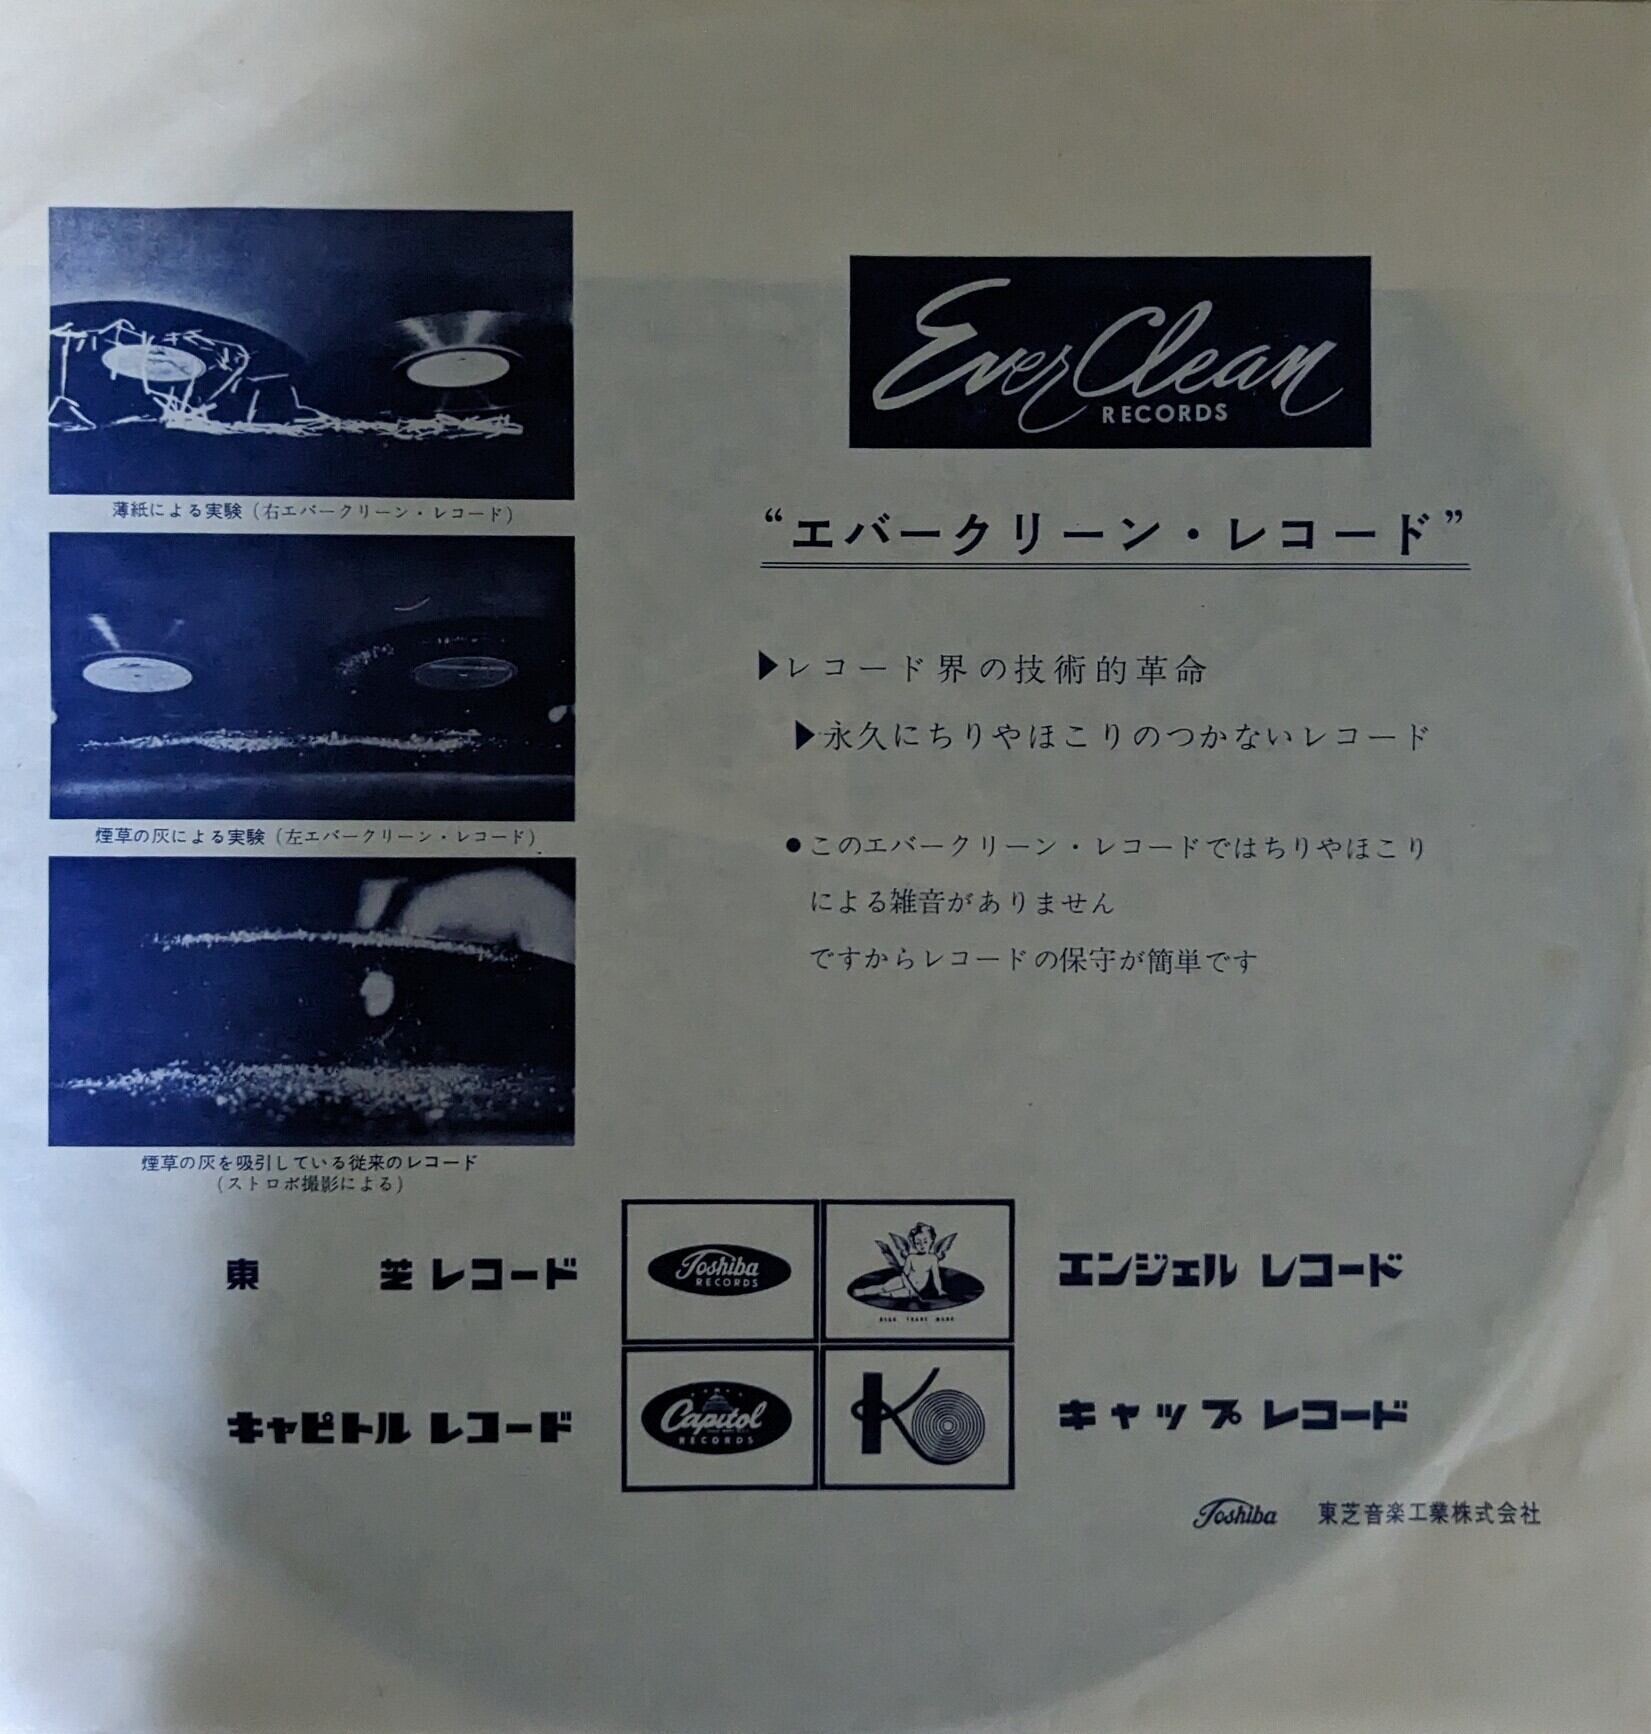 薄紙による実験（右エバークリーン・レコード）
煙草の灰による実験（左エバークリーン・レコード）
煙草の灰を吸引している従来のレコード
（ストロボ撮影による）
EverClean
RECORDS
“エバークリーン・レコード”
▶レコード界の技術的革命
▶永久にちりやほこりのつかないレコード
●このエバークリーン・レコードではちりやほこり
による雑音がありません
ですからレコードの保守が簡単です
東芝レコード
Toshiba
RECORDS
エンジェル レコード
キャピトル レコード
Capitol
RECORDS
キャップ レコード
Toshiba 東芝音楽工業株式会社